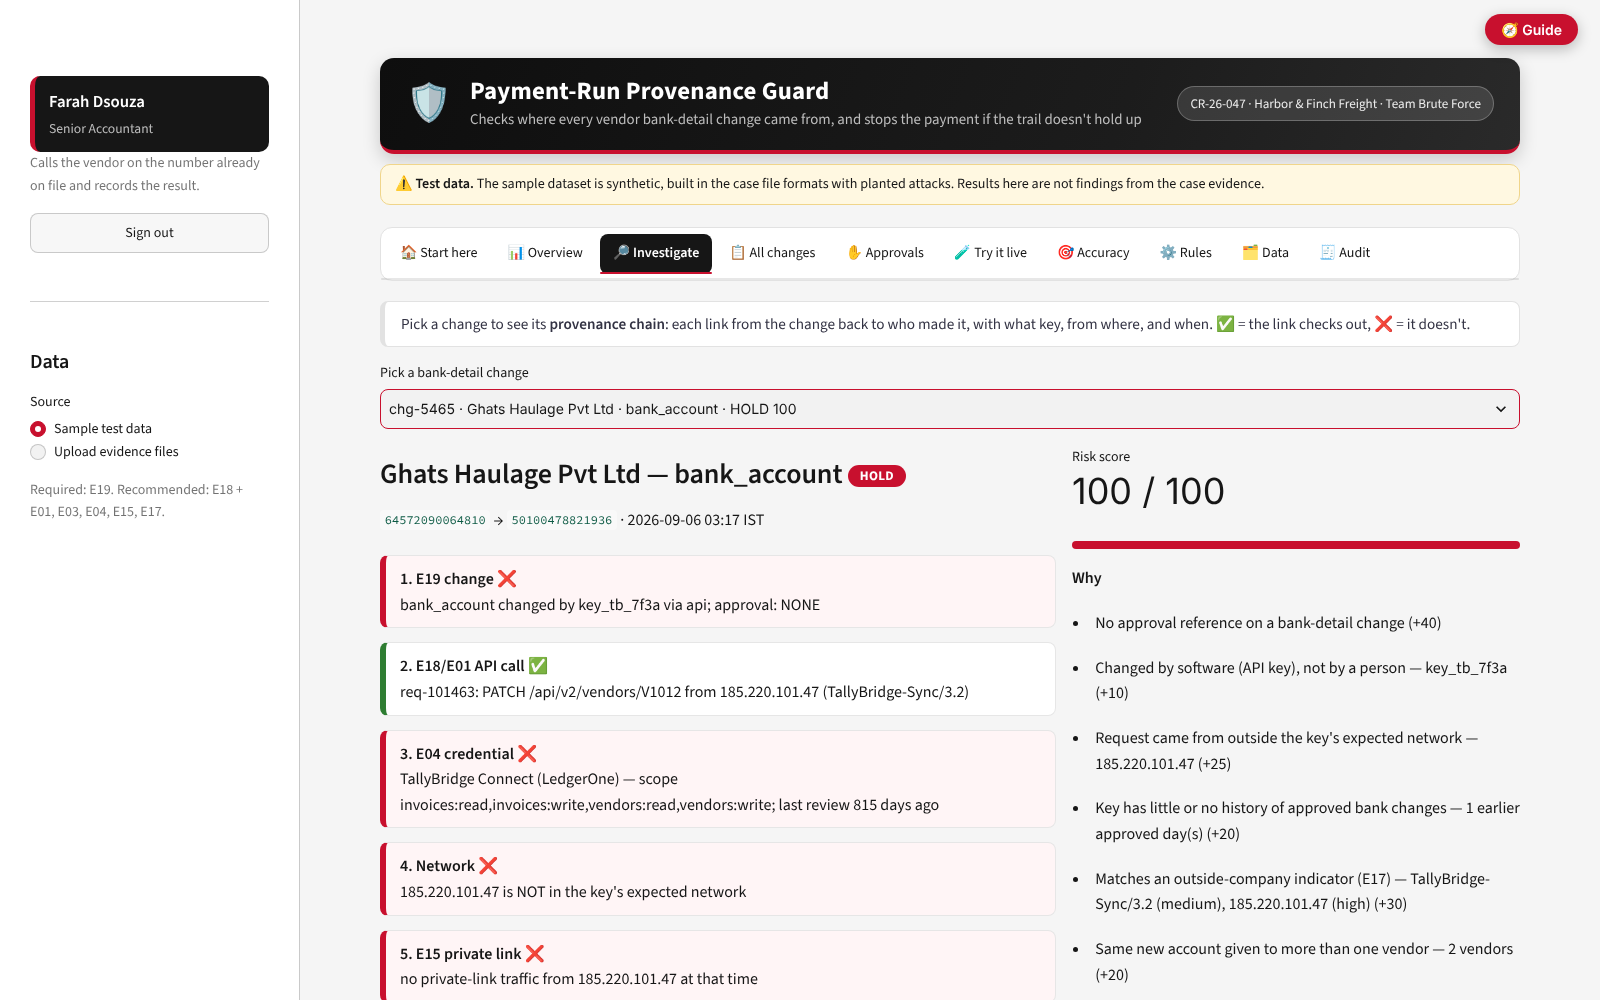 Guide
Farah Dsouza
Senior Accountant
Calls the vendor on the number already
on file and records the result.
Sign out
Data
Source
Sample test data
Upload evidence files
Required: E19. Recommended: E18 +
E01, E03, E04, E15, E17.
Payment-Run Provenance Guard
Checks where every vendor bank-detail change came from, and stops the payment if the trail doesn't hold up
CR-26-047 · Harbor & Finch Freight · Team Brute Force
⚠️ Test data. The sample dataset is synthetic, built in the case file formats with planted attacks. Results here are not findings from the case evidence.
Start here
Overview
Investigate
All changes
Approvals
Try it live
Accuracy
Rules
Data
Audit
Pick a change to see its provenance chain: each link from the change back to who made it, with what key, from where, and when. ✅ = the link checks out, ❌ = it doesn't.
Pick a bank-detail change
chg-5465 · Ghats Haulage Pvt Ltd · bank_account · HOLD 100
Ghats Haulage Pvt Ltd — bank_account HOLD
64572090064810 → 50100478821936 · 2026-09-06 03:17 IST
1. E19 change ❌
bank_account changed by key_tb_7f3a via api; approval: NONE
2. E18/E01 API call ✅
req-101463: PATCH /api/v2/vendors/V1012 from 185.220.101.47 (TallyBridge-Sync/3.2)
3. E04 credential ❌
TallyBridge Connect (LedgerOne) — scope
invoices:read,invoices:write,vendors:read,vendors:write; last review 815 days ago
4. Network ❌
185.220.101.47 is NOT in the key's expected network
5. E15 private link ❌
no private-link traffic from 185.220.101.47 at that time
Risk score
100 / 100
Why
• No approval reference on a bank-detail change (+40)
• Changed by software (API key), not by a person — key_tb_7f3a
(+10)
• Request came from outside the key's expected network —
185.220.101.47 (+25)
• Key has little or no history of approved bank changes — 1 earlier
approved day(s) (+20)
• Matches an outside-company indicator (E17) — TallyBridge-
Sync/3.2 (medium), 185.220.101.47 (high) (+30)
• Same new account given to more than one vendor — 2 vendors
(+20)